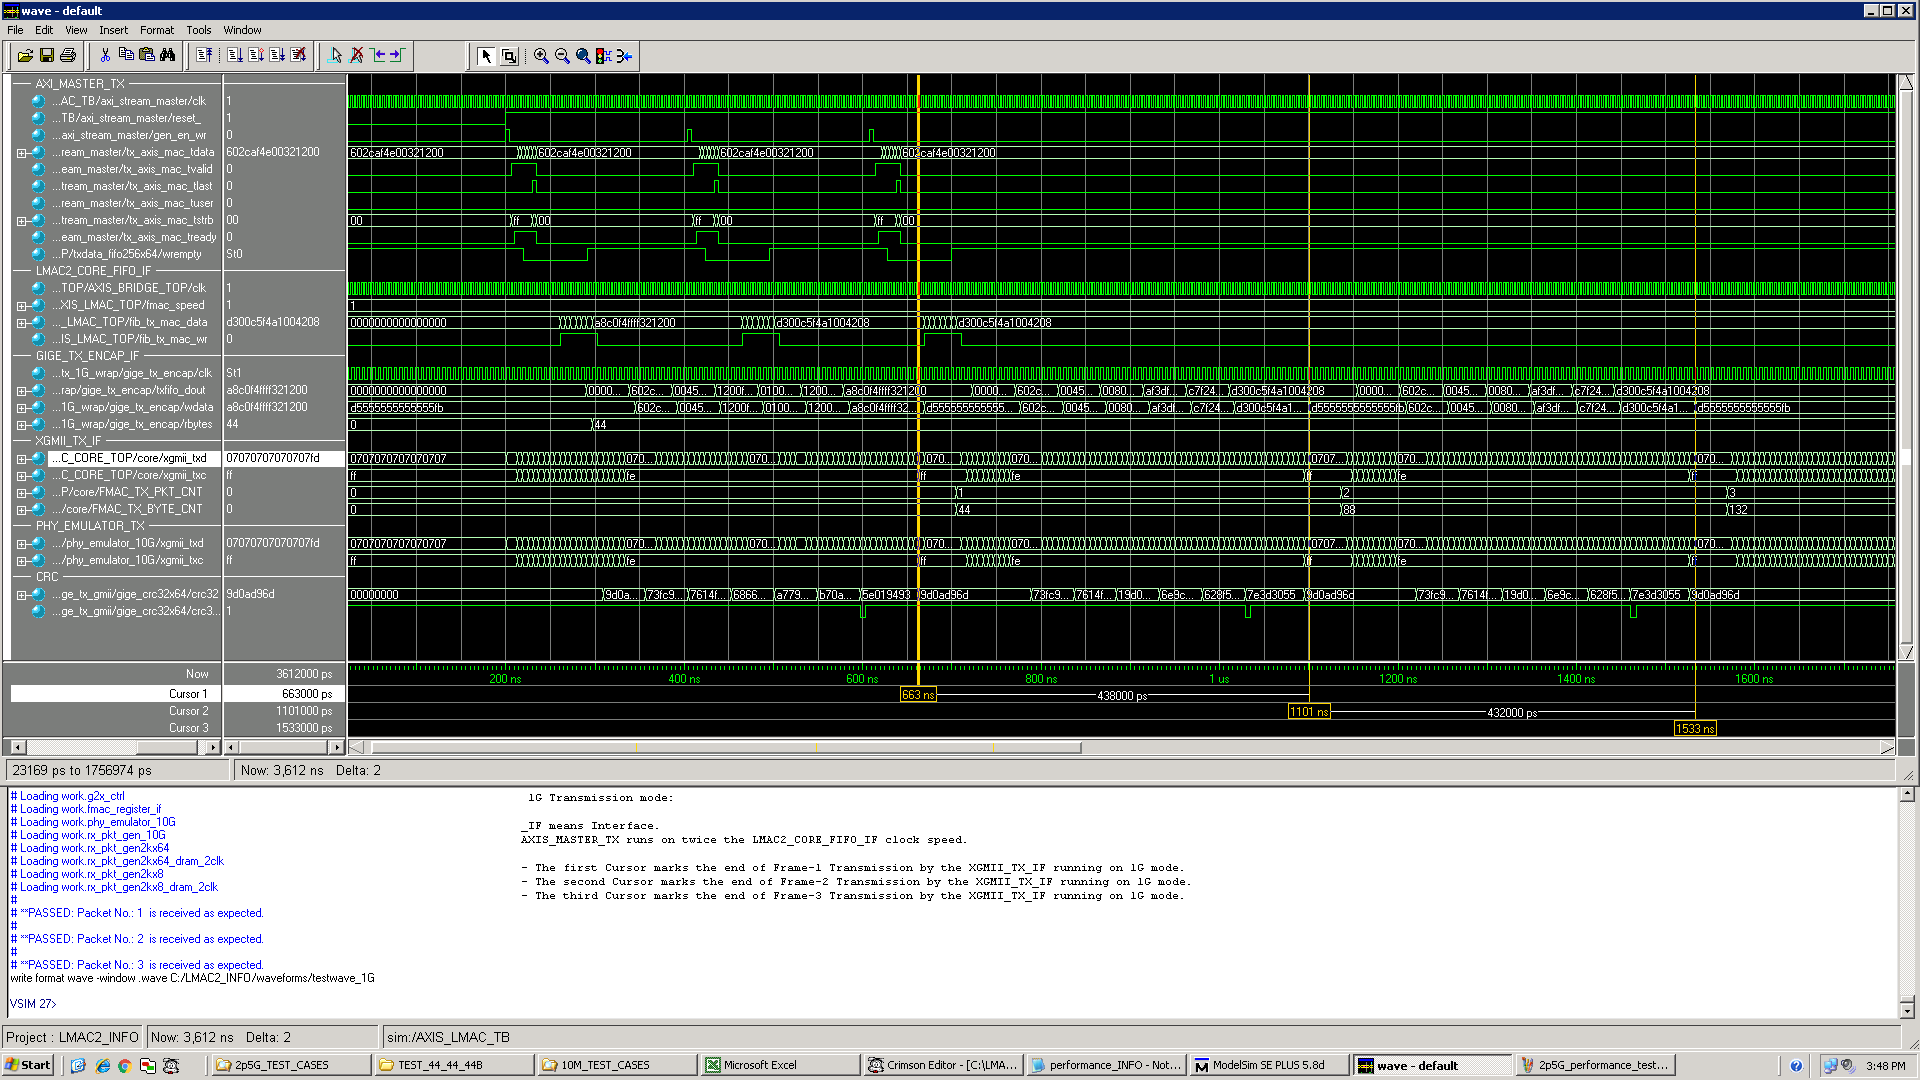 wave - default
File Edit View Insert Format Tools Window
AXI_MASTER_TX
...AC_TB/axi_stream_master/clk 1
...TB/axi_stream_master/reset_ 1
...axi_stream_master/gen_en_wr 0
...ream_master/tx_axis_mac_tdata 602caf4e00321200 602caf4e00321200 602caf4e00321200 602caf4e00321200 602caf4e00321200
...eam_master/tx_axis_mac_tvalid 0
...tream_master/tx_axis_mac_tlast 0
...ream_master/tx_axis_mac_tuser 0
...tream_master/tx_axis_mac_tstrb 00 00 ff 00 ff 00 ff 00
...eam_master/tx_axis_mac_tready 0
...P/txdata_fifo256x64/wrempty St0
LMAC2_CORE_FIFO_IF
...TOP/AXIS_BRIDGE_TOP/clk 1
...XIS_LMAC_TOP/fmac_speed 1 1
..._LMAC_TOP/fib_tx_mac_data d300c5f4a1004208 0000000000000000 a8c0f4ffff321200 d300c5f4a1004208 d300c5f4a1004208
...IS_LMAC_TOP/fib_tx_mac_wr 0
GIGE_TX_ENCAP_IF
...tx_1G_wrap/gige_tx_encap/clk St1
...rap/gige_tx_encap/txfifo_dout a8c0f4ffff321200 0000000000000000 0000... 602c... 0045... 1200f... 0100... 1200... a8c0f4ffff321200 0000... 602c... 0045... 0080... af3df... c7f24... d300c5f4a1004208 0000... 602c... 0045... 0080... af3df... c7f24... d300c5f4a1004208
...1G_wrap/gige_tx_encap/wdata a8c0f4ffff321200 d5555555555555fb 602c... 0045... 1200f... 0100... 1200... a8c0f4ffff32... d555555555555... 602c... 0045... 0080... af3df... c7f24... d300c5f4a1... d5555555555555fb 602c... 0045... 0080... af3df... c7f24... d300c5f4a1... d5555555555555fb
...1G_wrap/gige_tx_encap/rbytes 44 0 44
XGMII_TX_IF
...C_CORE_TOP/core/xgmii_txd 07070707070707fd 0707070707070707 070... 070... 070... 070... 0707... 070... 070...
...C_CORE_TOP/core/xgmii_txc ff ff fe ff fe ff fe ff
...P/core/FMAC_TX_PKT_CNT 0 0 1 2 3
.../core/FMAC_TX_BYTE_CNT 0 0 44 88 132
PHY_EMULATOR_TX
.../phy_emulator_10G/xgmii_txd 07070707070707fd 0707070707070707 070... 070... 070... 070... 0707... 070... 070...
.../phy_emulator_10G/xgmii_txc ff ff fe ff fe ff fe ff
CRC
...ge_tx_gmii/gige_crc32x64/crc32 9d0ad96d 00000000 9d0a... 73fc9... 7614f... 6866... a779... b70a... 5e019493 9d0ad96d 73fc9... 7614f... 19d0... 6e9c... 628f5... 7e3d3055 9d0ad96d 73fc9... 7614f... 19d0... 6e9c... 628f5... 7e3d3055 9d0ad96d
...ge_tx_gmii/gige_crc32x64/crc3... 1
Now 3612000 ps 200 ns 400 ns 600 ns 800 ns 1 us 1200 ns 1400 ns 1600 ns
Cursor 1 663000 ps 663 ns 438000 ps
Cursor 2 1101000 ps 1101 ns 432000 ps
Cursor 3 1533000 ps 1533 ns
23169 ps to 1756974 ps Now: 3,612 ns Delta: 2
# Loading work.g2x_ctrl
# Loading work.fmac_register_if
# Loading work.phy_emulator_10G
# Loading work.rx_pkt_gen_10G
# Loading work.rx_pkt_gen2kx64
# Loading work.rx_pkt_gen2kx64_dram_2clk
# Loading work.rx_pkt_gen2kx8
# Loading work.rx_pkt_gen2kx8_dram_2clk
#
# **PASSED: Packet No.: 1 is received as expected.
#
# **PASSED: Packet No.: 2 is received as expected.
#
# **PASSED: Packet No.: 3 is received as expected.
write format wave -window .wave C:/LMAC2_INFO/waveforms/testwave_1G
VSIM 27>
1G Transmission mode:
_IF means Interface.
AXIS_MASTER_TX runs on twice the LMAC2_CORE_FIFO_IF clock speed.
- The first Cursor marks the end of Frame-1 Transmission by the XGMII_TX_IF running on 1G mode.
- The second Cursor marks the end of Frame-2 Transmission by the XGMII_TX_IF running on 1G mode.
- The third Cursor marks the end of Frame-3 Transmission by the XGMII_TX_IF running on 1G mode.
Project : LMAC2_INFO Now: 3,612 ns Delta: 2 sim:/AXIS_LMAC_TB
Start 2p5G_TEST_CASES TEST_44_44_44B 10M_TEST_CASES Microsoft Excel Crimson Editor - [C:\LMA... performance_INFO - Not... ModelSim SE PLUS 5.8d wave - default 2p5G_performance_test... 3:48 PM